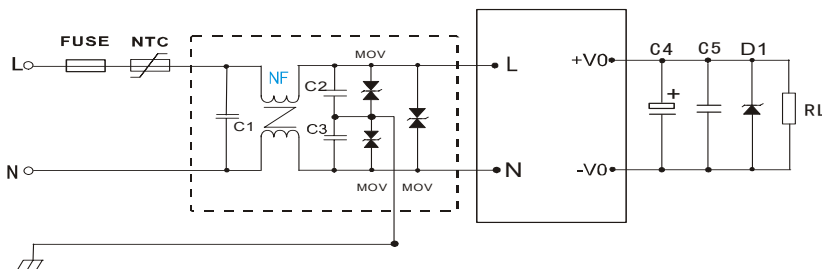 FUSE NTC
MOV
C4 C5 D1
L
NF
L
+V0
C2
+
C1
C3
RL
N
N
-V0
MOV MOV